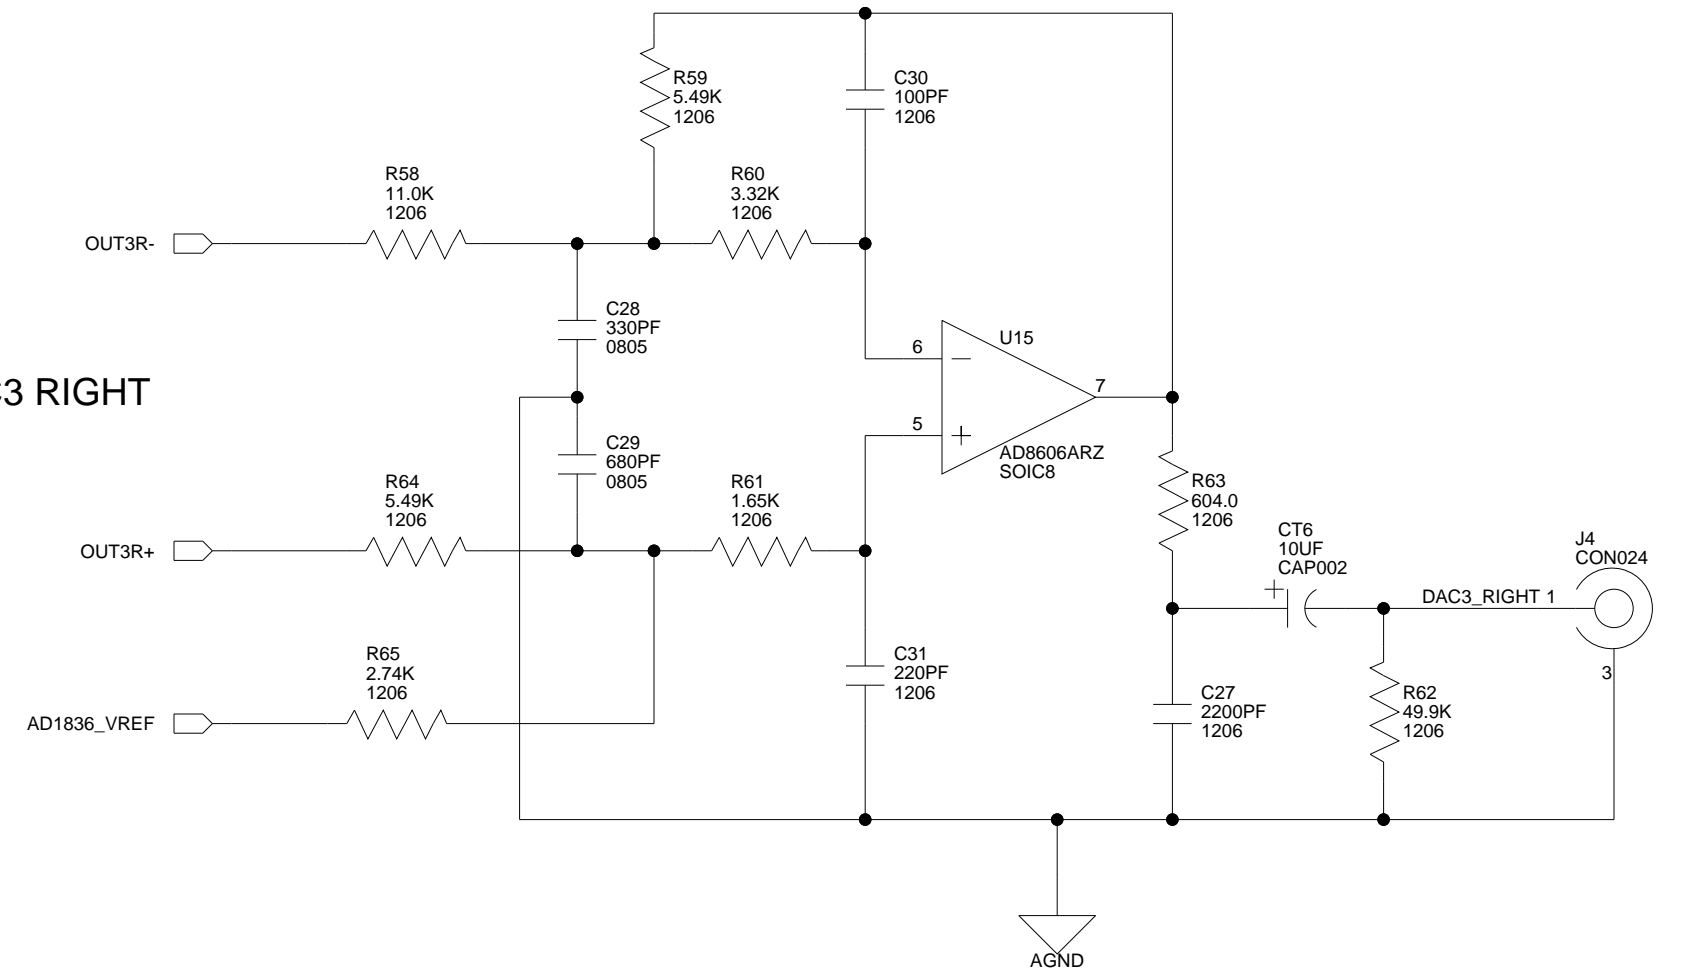 R59
5.49K
1206
C30
100PF
1206
R58
11.0K
1206
R60
3.32K
1206
OUT3R-
C28
330PF
0805
U15
6
7
3 RIGHT
5
C29
680PF
0805
AD8606ARZ
SOIC8
R64
5.49K
1206
R61
1.65K
1206
R63
604.0
1206
OUT3R+
CT6
10UF
CAP002
J4
CON024
DAC3_RIGHT 1
R65
2.74K
1206
C31
220PF
1206
3
AD1836_VREF
C27
2200PF
1206
R62
49.9K
1206
AGND